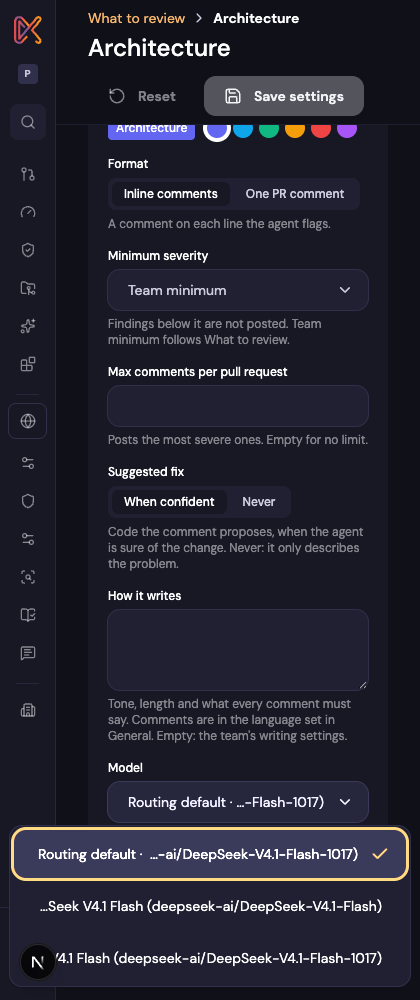 What to review > Architecture
Architecture
P
Reset
Save settings
Architecture
Format
Inline comments
One PR comment
A comment on each line the agent flags.
Minimum severity
Team minimum
Findings below it are not posted. Team
minimum follows What to review.
Max comments per pull request
Posts the most severe ones. Empty for no limit.
Suggested fix
When confident
Never
Code the comment proposes, when the agent
is sure of the change. Never: it only describes
the problem.
How it writes
Tone, length and what every comment must
say. Comments are in the language set in
General. Empty: the team's writing settings.
Model
Routing default · ...-Flash-1017)
Routing default · ...-ai/DeepSeek-V4.1-Flash-1017)
...Seek V4.1 Flash (deepseek-ai/DeepSeek-V4.1-Flash)
N
Flash (deepseek-ai/DeepSeek-V4.1-Flash-1017)